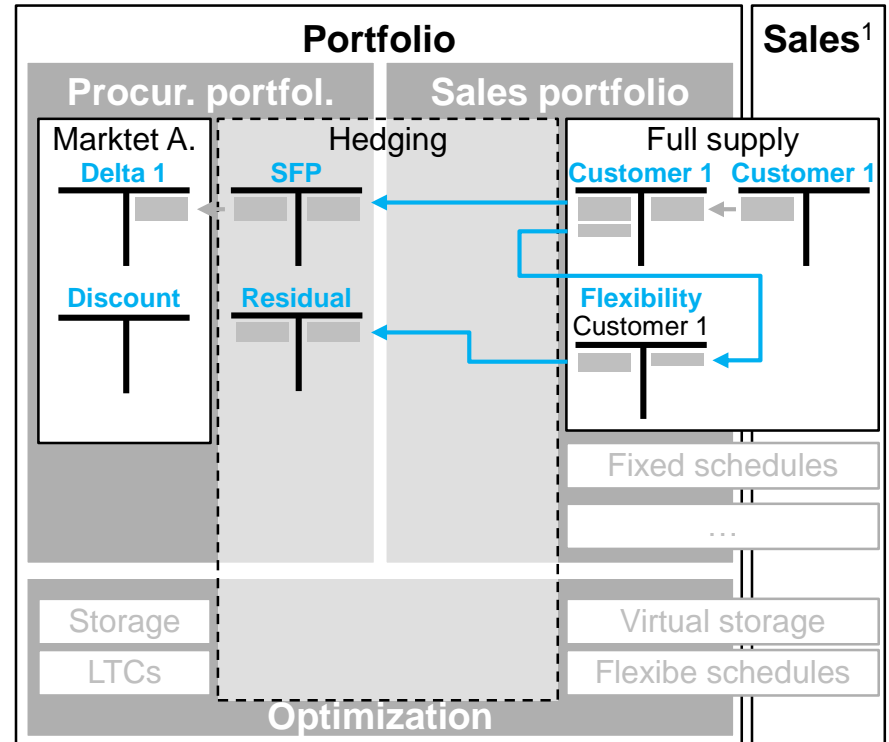 Portfolio
Sales1
Procur. portfol.
Sales portfolio
Marktet A.
Hedging
Full supply
Delta 1
SFP
Customer 1
Customer 1
Discount
Residual
Flexibility
Customer 1
Fixed schedules
...
Storage
Virtual storage
LTCs
Flexibe schedules
Optimization